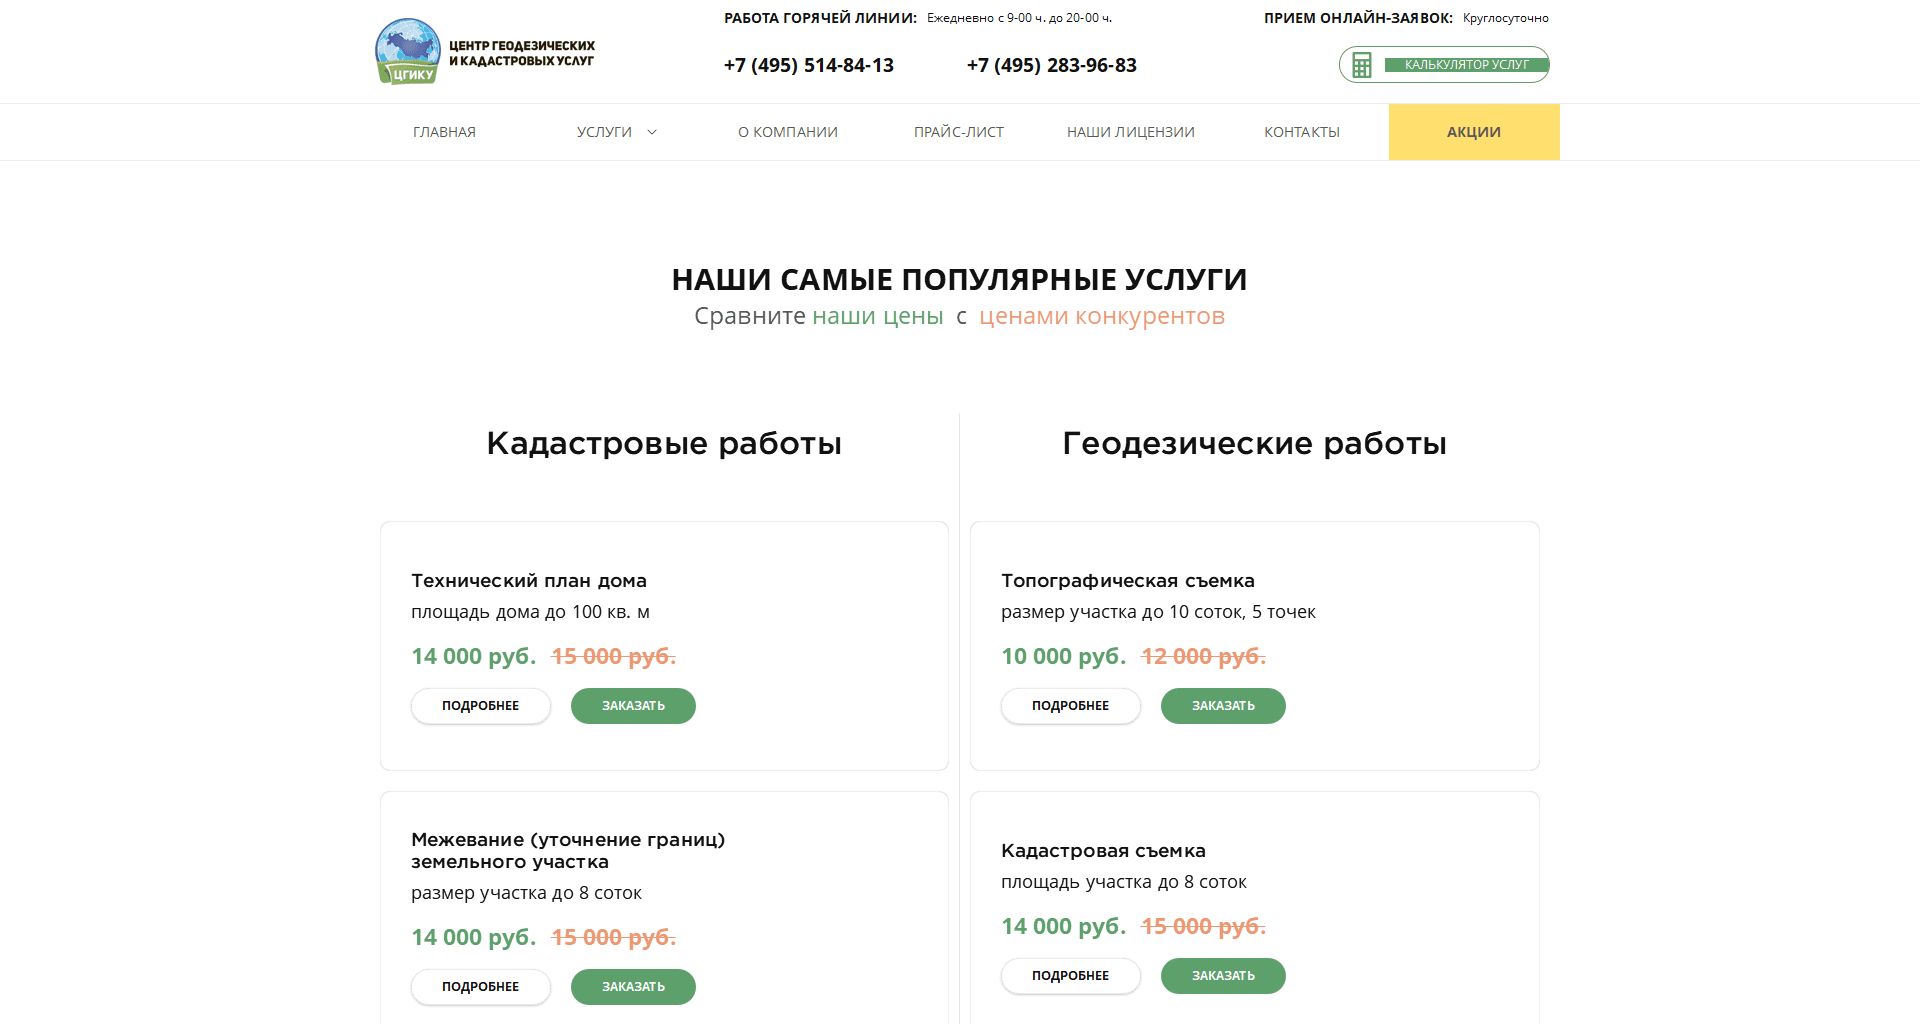 ЦГИКУ
ЦЕНТР ГЕОДЕЗИЧЕСКИХ
И КАДАСТРОВЫХ УСЛУГ
РАБОТА ГОРЯЧЕЙ ЛИНИИ: Ежедневно с 9-00 ч. до 20-00 ч.
+7 (495) 514-84-13 +7 (495) 283-96-83
ПРИЕМ ОНЛАЙН-ЗАЯВОК: Круглосуточно
КАЛЬКУЛЯТОР УСЛУГ
ГЛАВНАЯ УСЛУГИ О КОМПАНИИ ПРАЙС-ЛИСТ НАШИ ЛИЦЕНЗИИ КОНТАКТЫ АКЦИИ
НАШИ САМЫЕ ПОПУЛЯРНЫЕ УСЛУГИ
Сравните наши цены с ценами конкурентов
Кадастровые работы
Технический план дома
площадь дома до 100 кв. м
14 000 руб. 15 000 руб.
ПОДРОБНЕЕ ЗАКАЗАТЬ
Межевание (уточнение границ)
земельного участка
размер участка до 8 соток
14 000 руб. 15 000 руб.
ПОДРОБНЕЕ ЗАКАЗАТЬ
Геодезические работы
Топографическая съемка
размер участка до 10 соток, 5 точек
10 000 руб. 12 000 руб.
ПОДРОБНЕЕ ЗАКАЗАТЬ
Кадастровая съемка
площадь участка до 8 соток
14 000 руб. 15 000 руб.
ПОДРОБНЕЕ ЗАКАЗАТЬ